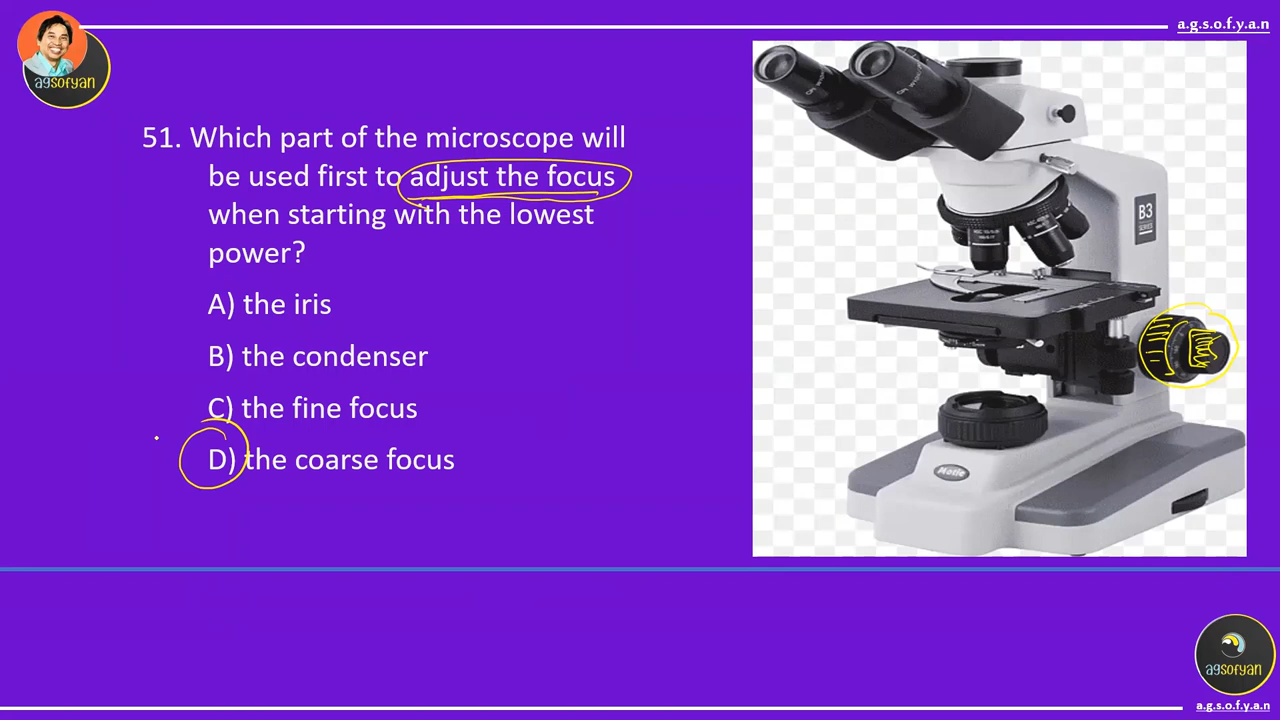 a.g.s.o.f.y.a.n
agsofyan
51. Which part of the microscope will
be used first to adjust the focus
when starting with the lowest
power?
A) the iris
B) the condenser
C) the fine focus
D) the coarse focus
B3
SERIES
Motic
agsofyan
a.g.s.o.f.y.a.n